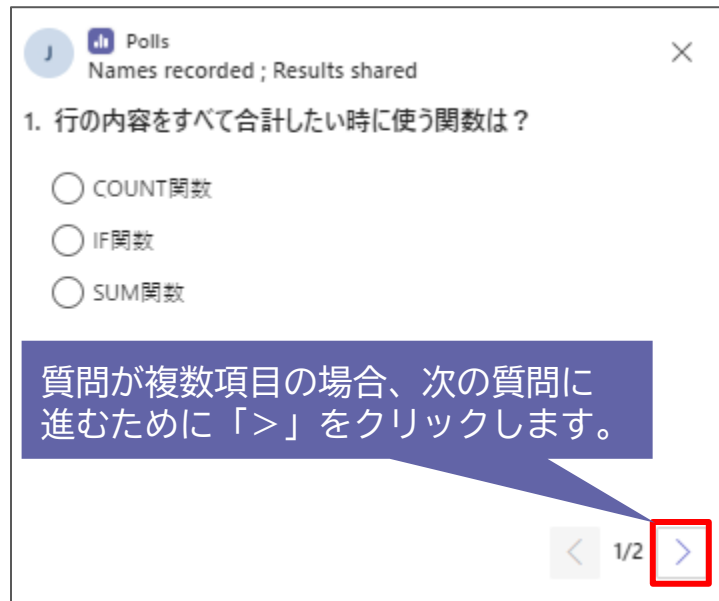 J
Polls
Names recorded ; Results shared
1. 行の内容をすべて合計したい時に使う関数は？
COUNT関数
IF関数
SUM関数
質問が複数項目の場合、次の質問に
進むために「＞」をクリックします。
1/2